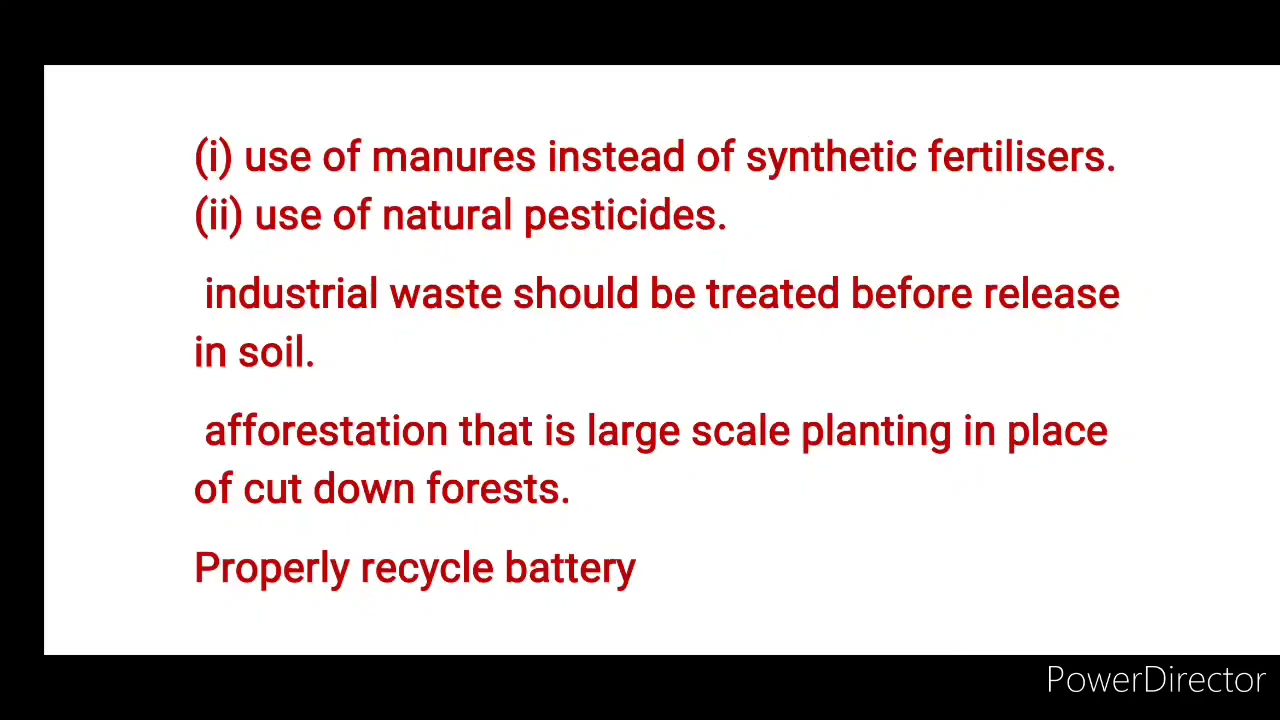 (i) use of manures instead of synthetic fertilisers.
(ii) use of natural pesticides.
industrial waste should be treated before release
in soil.
afforestation that is large scale planting in place
of cut down forests.
Properly recycle battery
PowerDirector